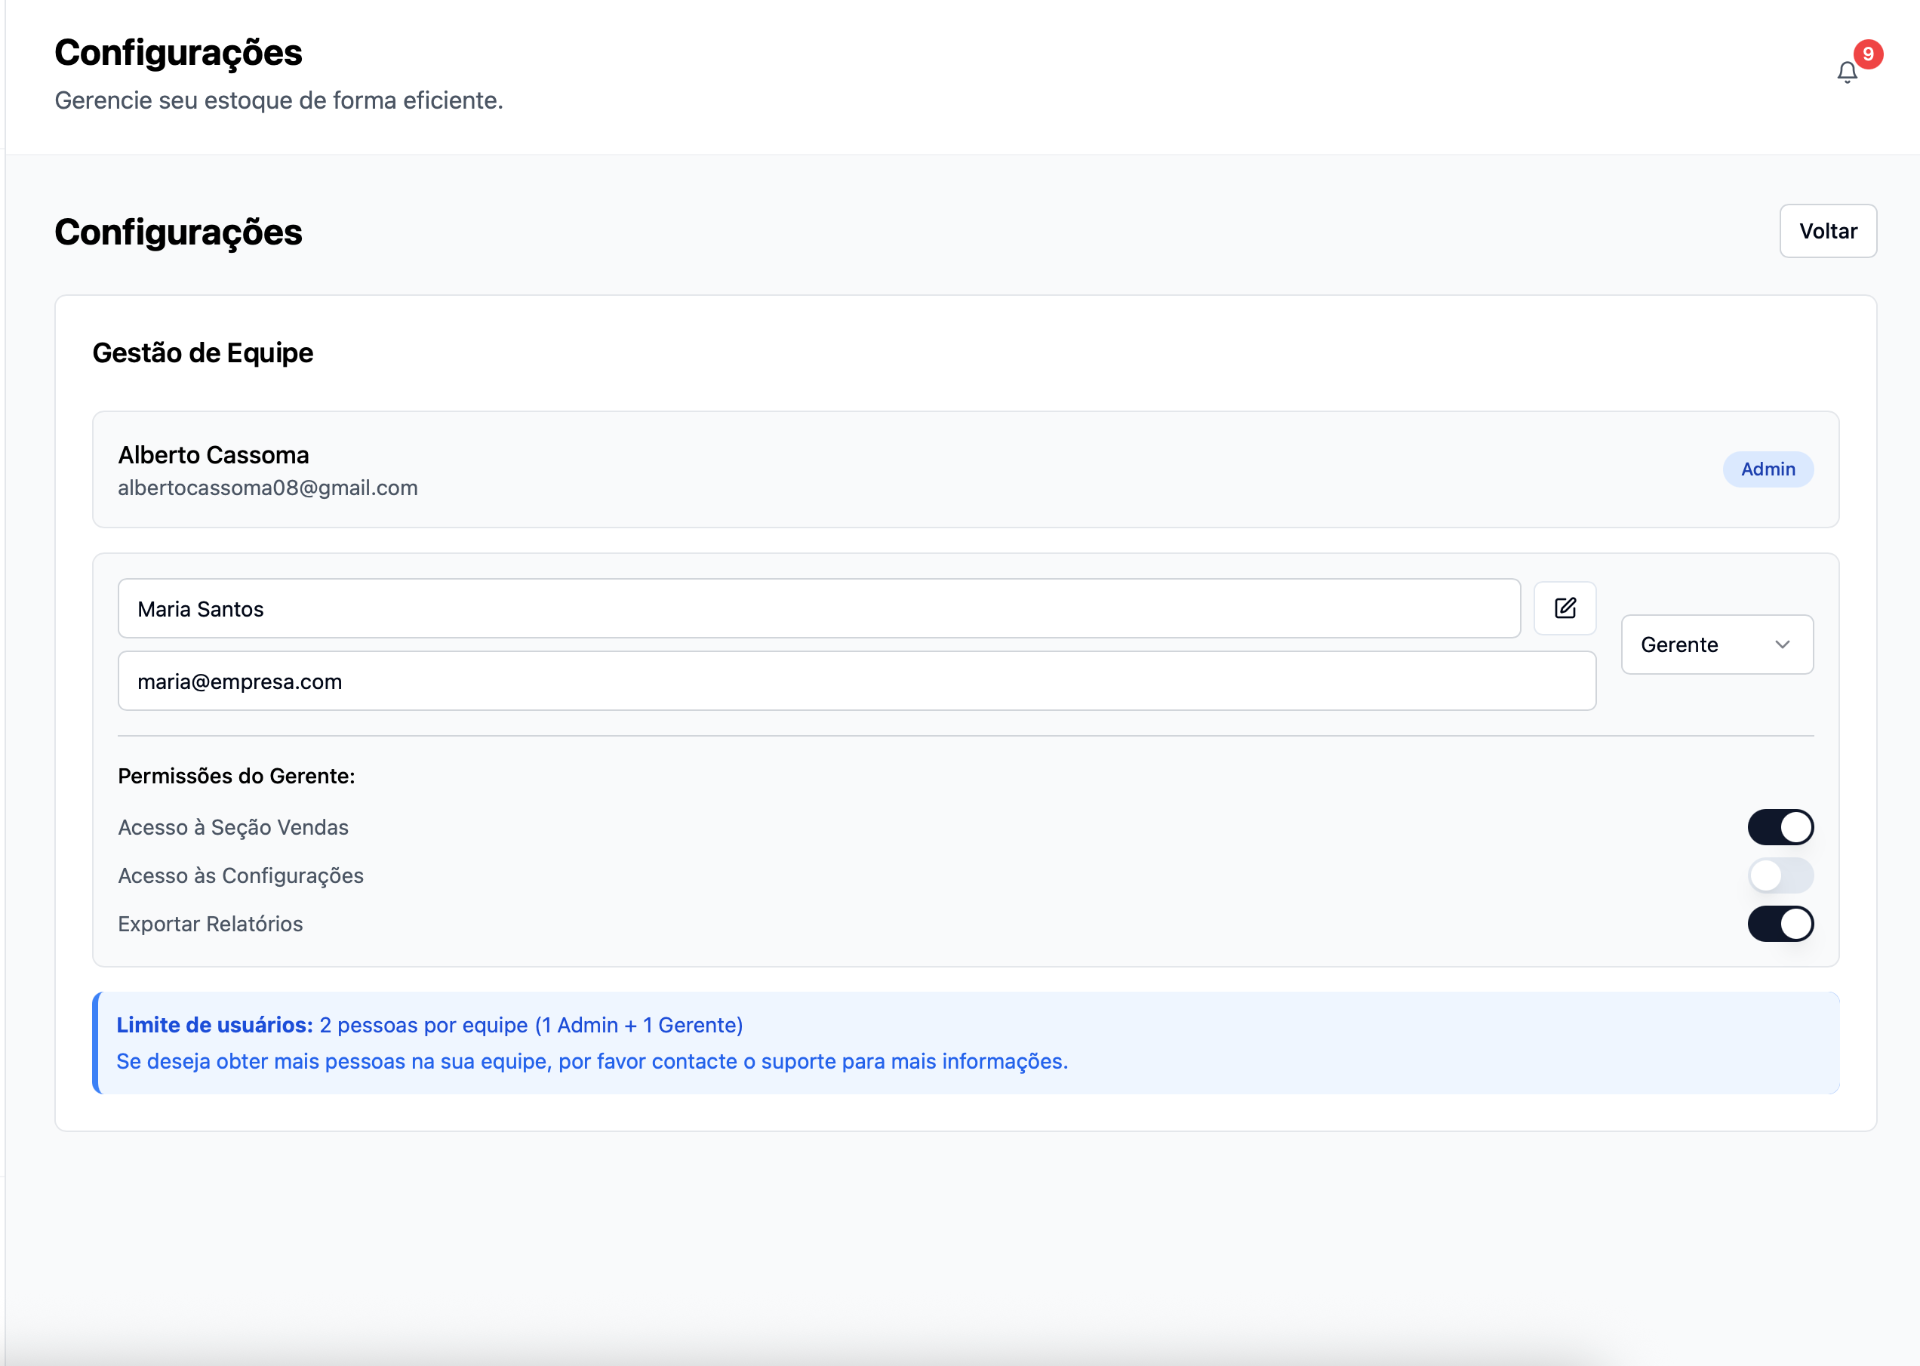 Configurações
9
Gerencie seu estoque de forma eficiente.
Configurações
Voltar
Gestão de Equipe
Alberto Cassoma
albertocassoma08@gmail.com
Admin
Maria Santos
maria@empresa.com
Gerente
Permissões do Gerente:
Acesso à Seção Vendas
Acesso às Configurações
Exportar Relatórios
Limite de usuários: 2 pessoas por equipe (1 Admin + 1 Gerente)
Se deseja obter mais pessoas na sua equipe, por favor contacte o suporte para mais informações.